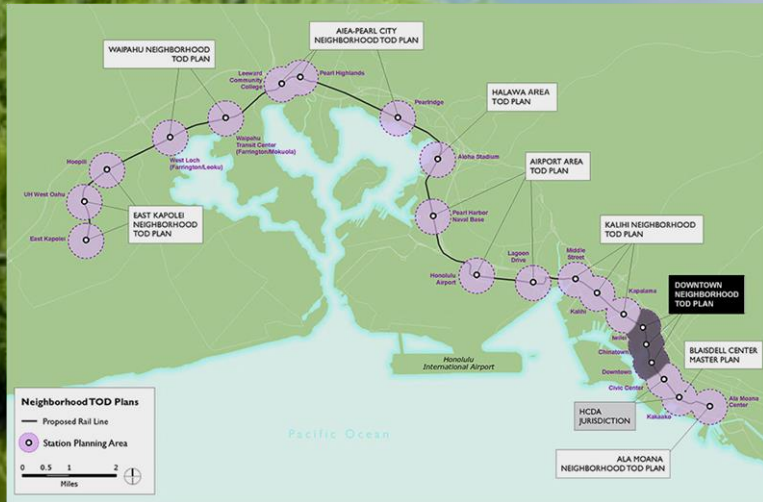 WAIPAHU NEIGHBORHOOD
TOD PLAN
AIEA-PEARL CITY
NEIGHBORHOOD TOD PLAN
Leeward
Community
College
Pearl Highlands
Pearlridge
HALAWA AREA
TOD PLAN
Waipahu
Transit Center
(Farrington/Mokuola)
Aloha Stadium
West Loch
(Farrington/Leoku)
AIRPORT AREA
TOD PLAN
Hoopili
UH West Oahu
EAST KAPOLEI
NEIGHBORHOOD
TOD PLAN
East Kapolei
Pearl Harbor
Naval Base
KALIHI NEIGHBORHOOD
TOD PLAN
Honolulu
Airport
Lagoon
Drive
Middle
Street
Kalihi
Kapalama
DOWNTOWN
NEIGHBORHOOD
TOD PLAN
Iwilei
Chinatown
Downtown
BLAISDELL CENTER
MASTER PLAN
Civic Center
Honolulu
International Airport
HCDA
JURISDICTION
Kakaako
Ala Moana
Center
ALA MOANA
NEIGHBORHOOD TOD PLAN
Pacific Ocean
Neighborhood TOD Plans
Proposed Rail Line
Station Planning Area
0 0.5 1 2
Miles